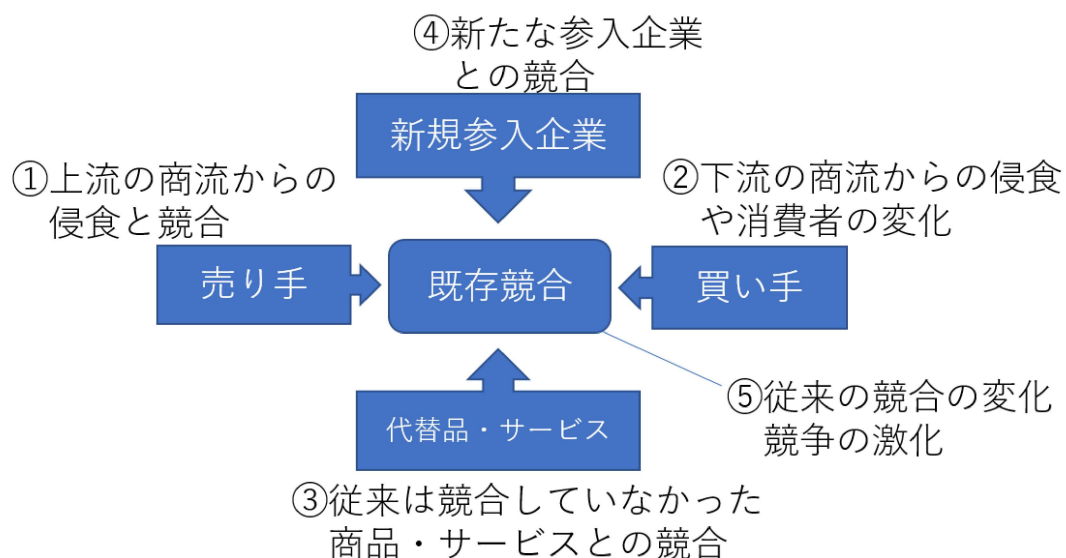 ④新たな参入企業
との競合
新規参入企業
①上流の商流からの
侵食と競合
②下流の商流からの侵食
や消費者の変化
売り手
既存競合
買い手
代替品・サービス
⑤従来の競合の変化
競争の激化
③従来は競合していなかった
商品・サービスとの競合